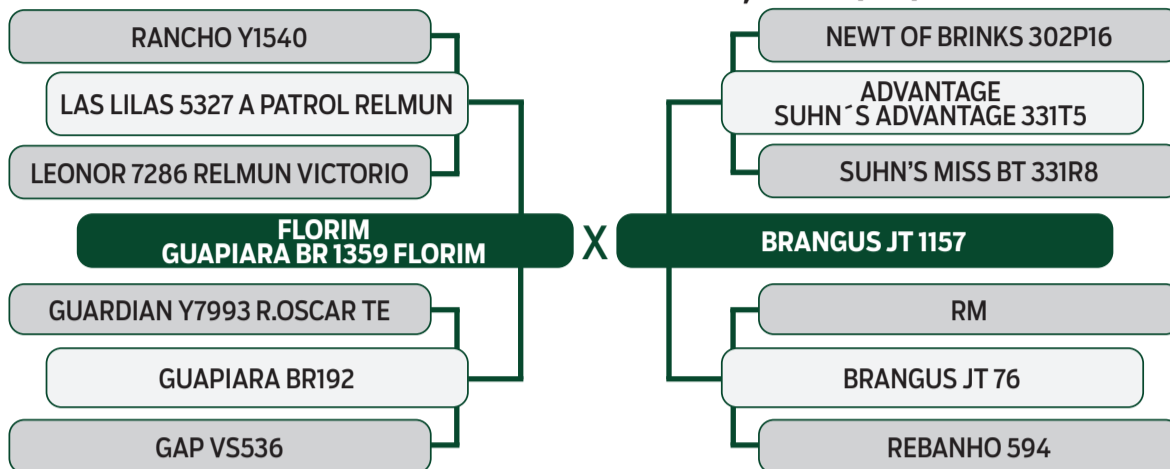 RANCHO Y1540
LAS LILAS 5327 A PATROL RELMUN
LEONOR 7286 RELMUN VICTORIO
FLORIM
GUAPIARA BR 1359 FLORIM
GUARDIAN Y7993 R.OSCAR TE
GUAPIARA BR192
GAP VS536
X
NEWT OF BRINKS 302P16
ADVANTAGE
SUHN´S ADVANTAGE 331T5
SUHN’S MISS BT 331R8
BRANGUS JT 1157
RM
BRANGUS JT 76
REBANHO 594